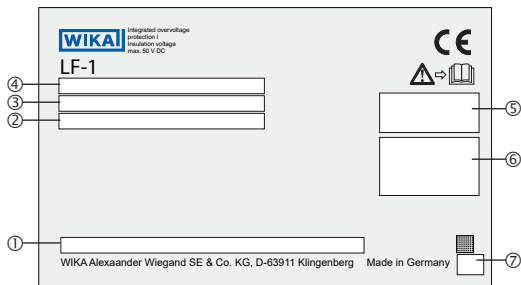 WIKA
Integrated overvoltage
protection I
Insulation voltage
max. 50 V DC
CE
LF-1
④
③
②
⑤
⑥
①
WIKA Alexaander Wiegand SE & Co. KG, D-63911 Klingenberg Made in Germany
⑦